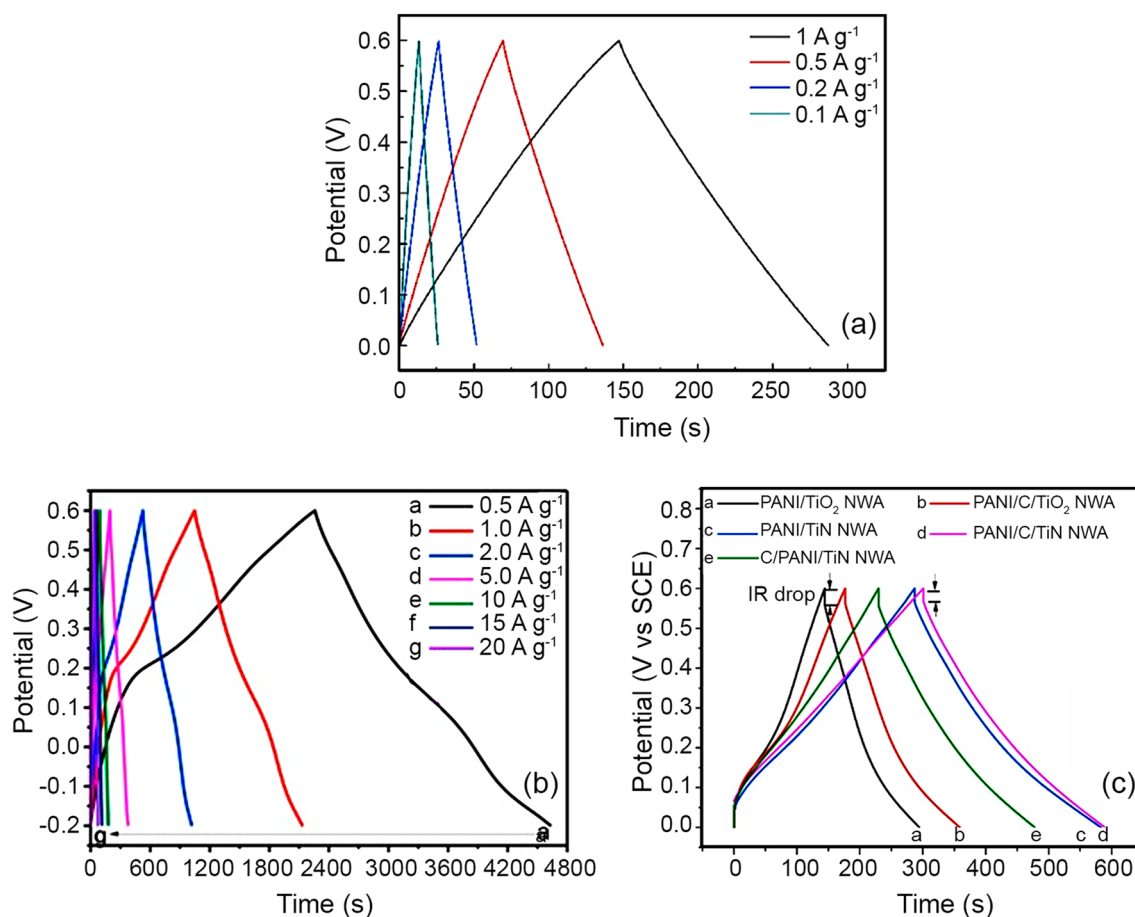 0.6
0.5
0.4
0.3
0.2
0.1
0.0
Potential (V)
1 A g⁻¹
0.5 A g⁻¹
0.2 A g⁻¹
0.1 A g⁻¹
(a)
0 50 100 150 200 250 300
Time (s)
0.6
0.5
0.4
0.3
0.2
0.1
0.0
-0.1
-0.2
Potential (V)
a 0.5 A g⁻¹
b 1.0 A g⁻¹
c 2.0 A g⁻¹
d 5.0 A g⁻¹
e 10 A g⁻¹
f 15 A g⁻¹
g 20 A g⁻¹
(b)
g a
0 600 1200 1800 2400 3000 3600 4200 4800
Time (s)
0.8
0.7
0.6
0.5
0.4
0.3
0.2
0.1
0.0
Potential (V vs SCE)
a PANI/TiO₂ NWA b PANI/C/TiO₂ NWA
c PANI/TiN NWA d PANI/C/TiN NWA
e C/PANI/TiN NWA
IR drop
(c)
a b e c d
0 100 200 300 400 500 600
Time (s)